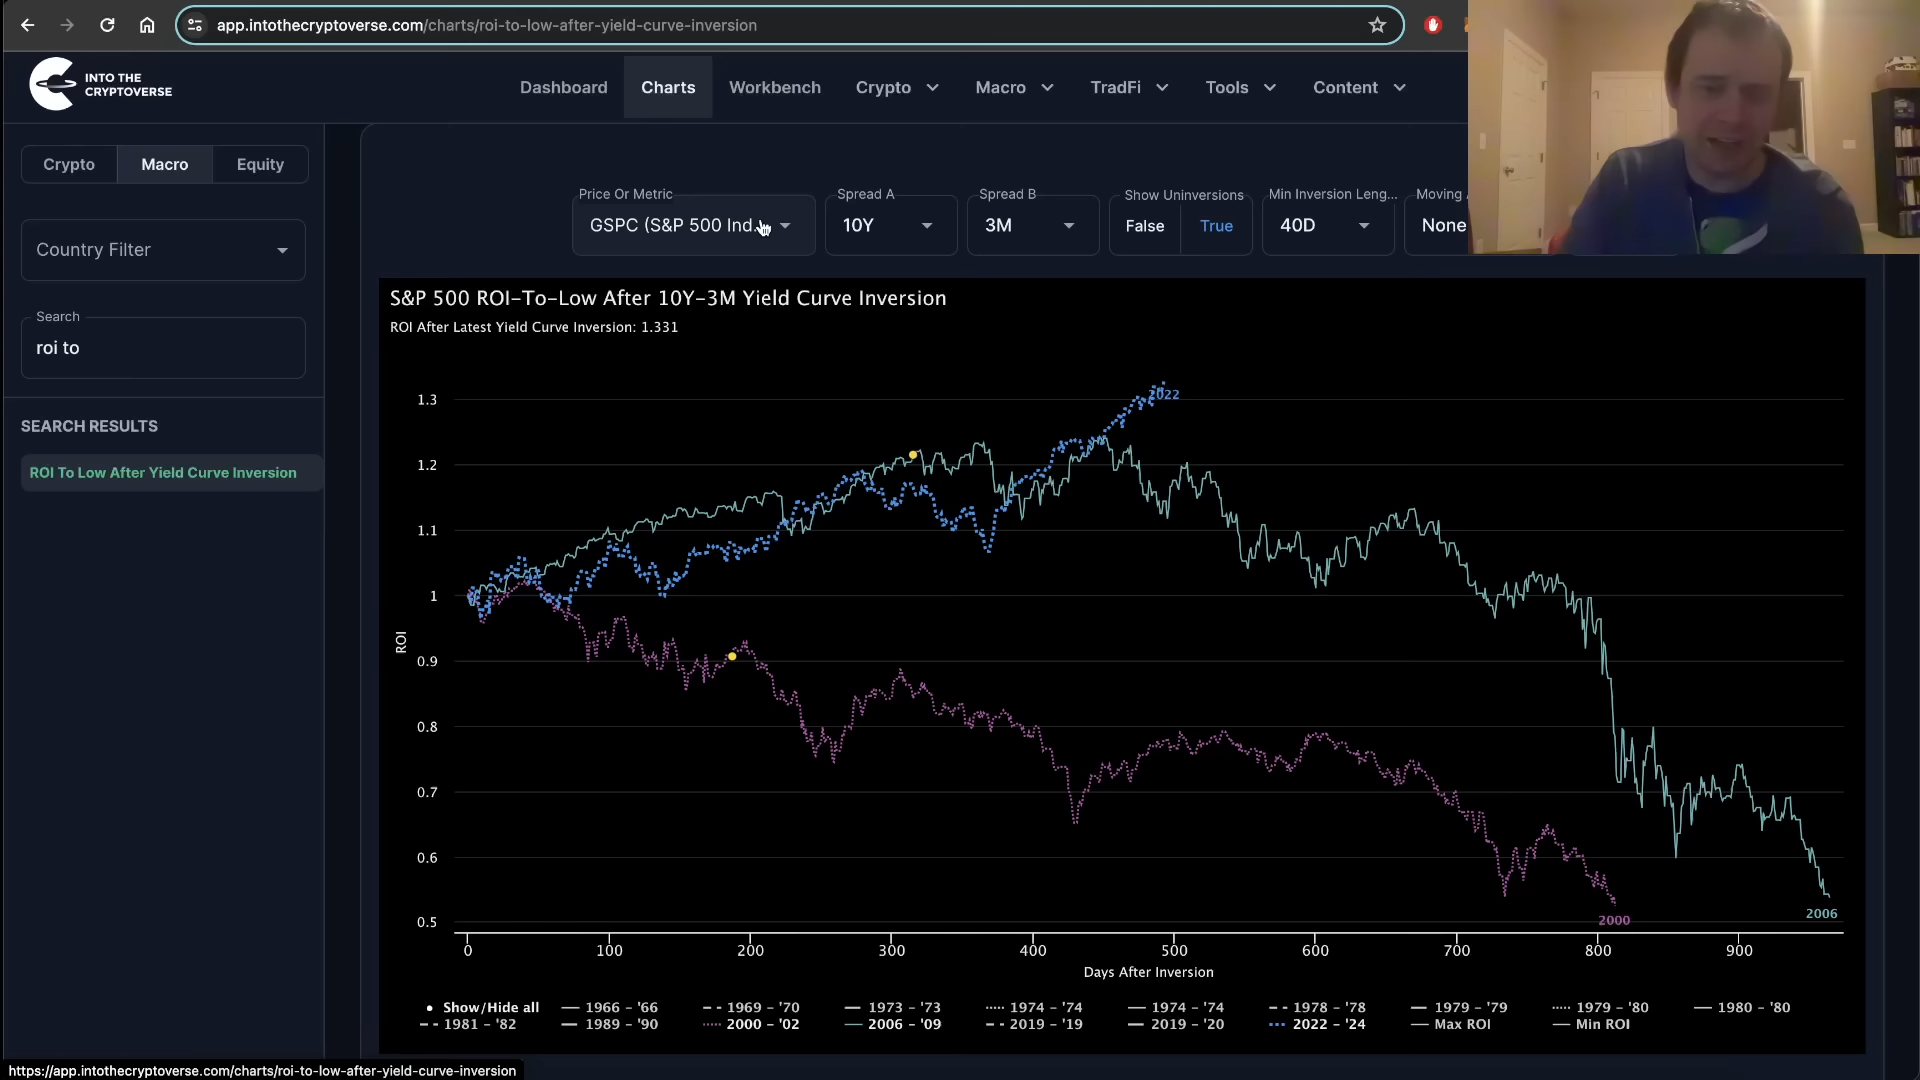 app.intothecryptoverse.com/charts/roi-to-low-after-yield-curve-inversion
INTO THE
CRYPTOVERSE
Dashboard
Charts
Workbench
Crypto
Macro
TradFi
Tools
Content
Crypto
Macro
Equity
Country Filter
Search
roi to
SEARCH RESULTS
ROI To Low After Yield Curve Inversion
Price Or Metric
GSPC (S&P 500 Ind...
Spread A
10Y
Spread B
3M
Show Uninversions
False
True
Min Inversion Leng...
40D
Moving
None
S&P 500 ROI-To-Low After 10Y-3M Yield Curve Inversion
ROI After Latest Yield Curve Inversion: 1.331
1.3
1.2
1.1
1
0.9
0.8
0.7
0.6
0.5
ROI
2022
2000
2006
0 100 200 300 400 500 600 700 800 900
Days After Inversion
Show/Hide all 1966 - '66 1969 - '70 1973 - '73 1974 - '74 1974 - '74 1978 - '78 1979 - '79 1979 - '80 1980 - '80
1981 - '82 1989 - '90 2000 - '02 2006 - '09 2019 - '19 2019 - '20 2022 - '24 Max ROI Min ROI
https://app.intothecryptoverse.com/charts/roi-to-low-after-yield-curve-inversion